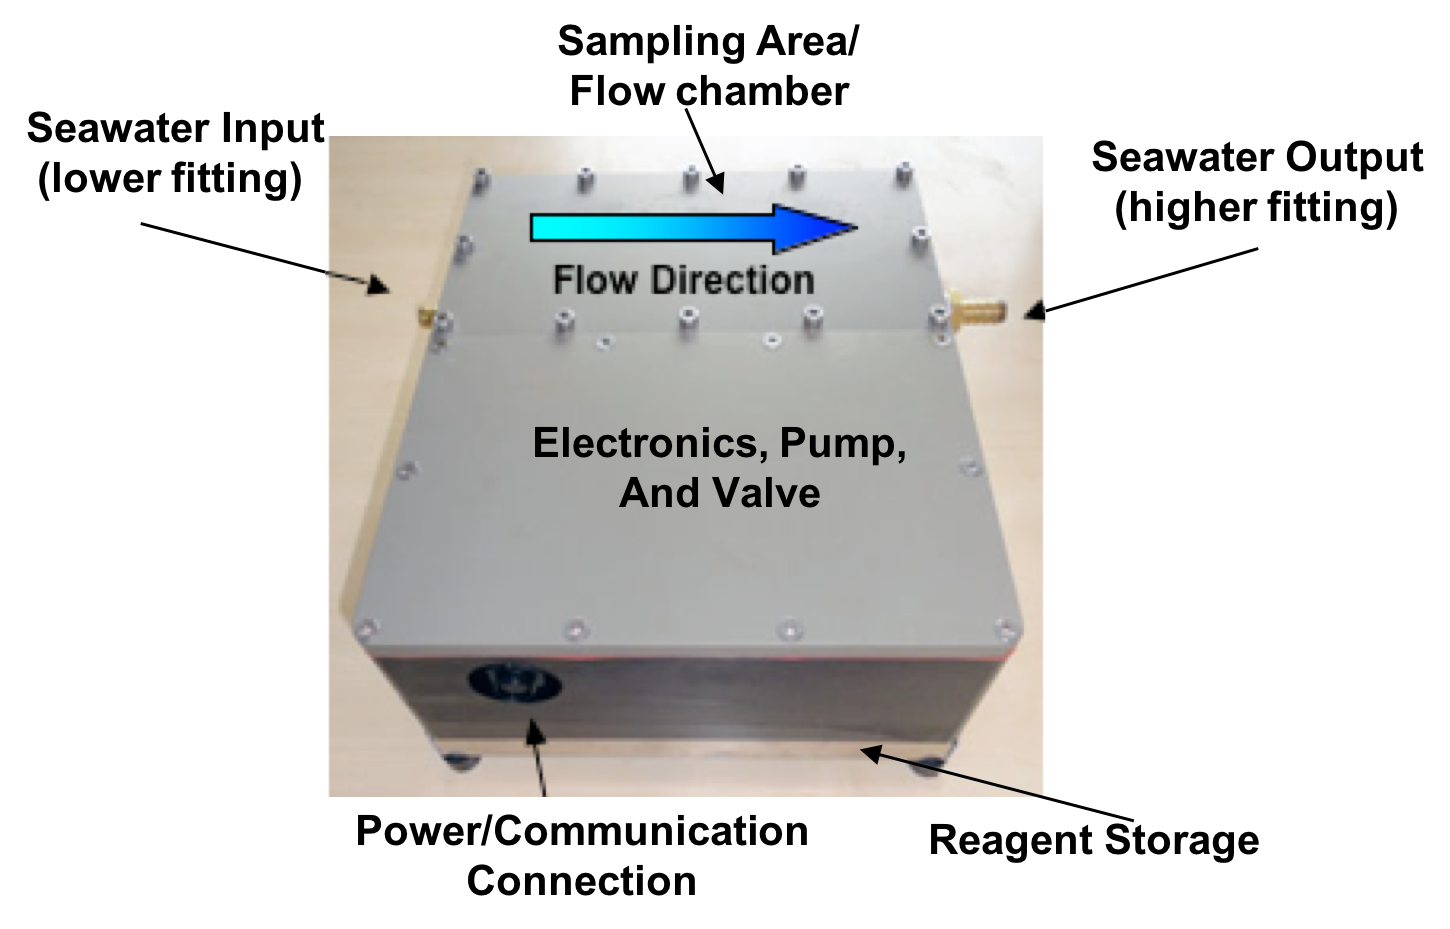 Sampling Area/
Flow chamber
Seawater Input
(lower fitting)
Seawater Output
(higher fitting)
Flow Direction
Electronics, Pump,
And Valve
Power/Communication
Connection
Reagent Storage